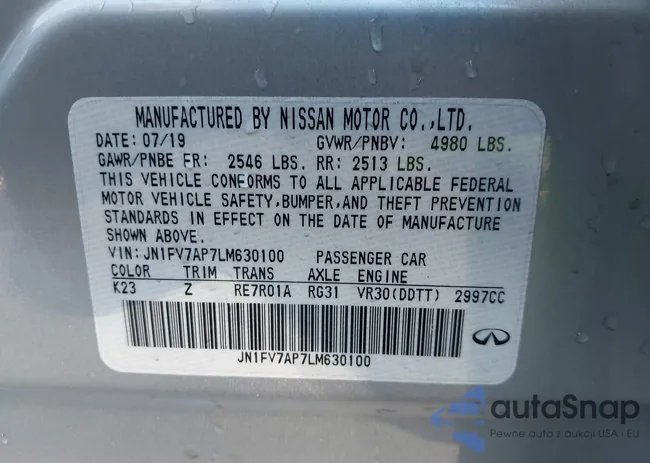 MANUFACTURED BY NISSAN MOTOR CO.,LTD.
DATE: 07/19 GVWR/PNBV: 4980 LBS.
GAWR/PNBE FR: 2546 LBS. RR: 2513 LBS.
THIS VEHICLE CONFORMS TO ALL APPLICABLE FEDERAL
MOTOR VEHICLE SAFETY, BUMPER, AND THEFT PREVENTION
STANDARDS IN EFFECT ON THE DATE OF MANUFACTURE
SHOWN ABOVE.
VIN: JN1FV7AP7LM630100 PASSENGER CAR
COLOR TRIM TRANS AXLE ENGINE
K23 Z RE7R01A RG31 VR30(DDTT) 2997CC
JN1FV7AP7LM630100
autaSnap
Pewne auta z aukcji USA - EU